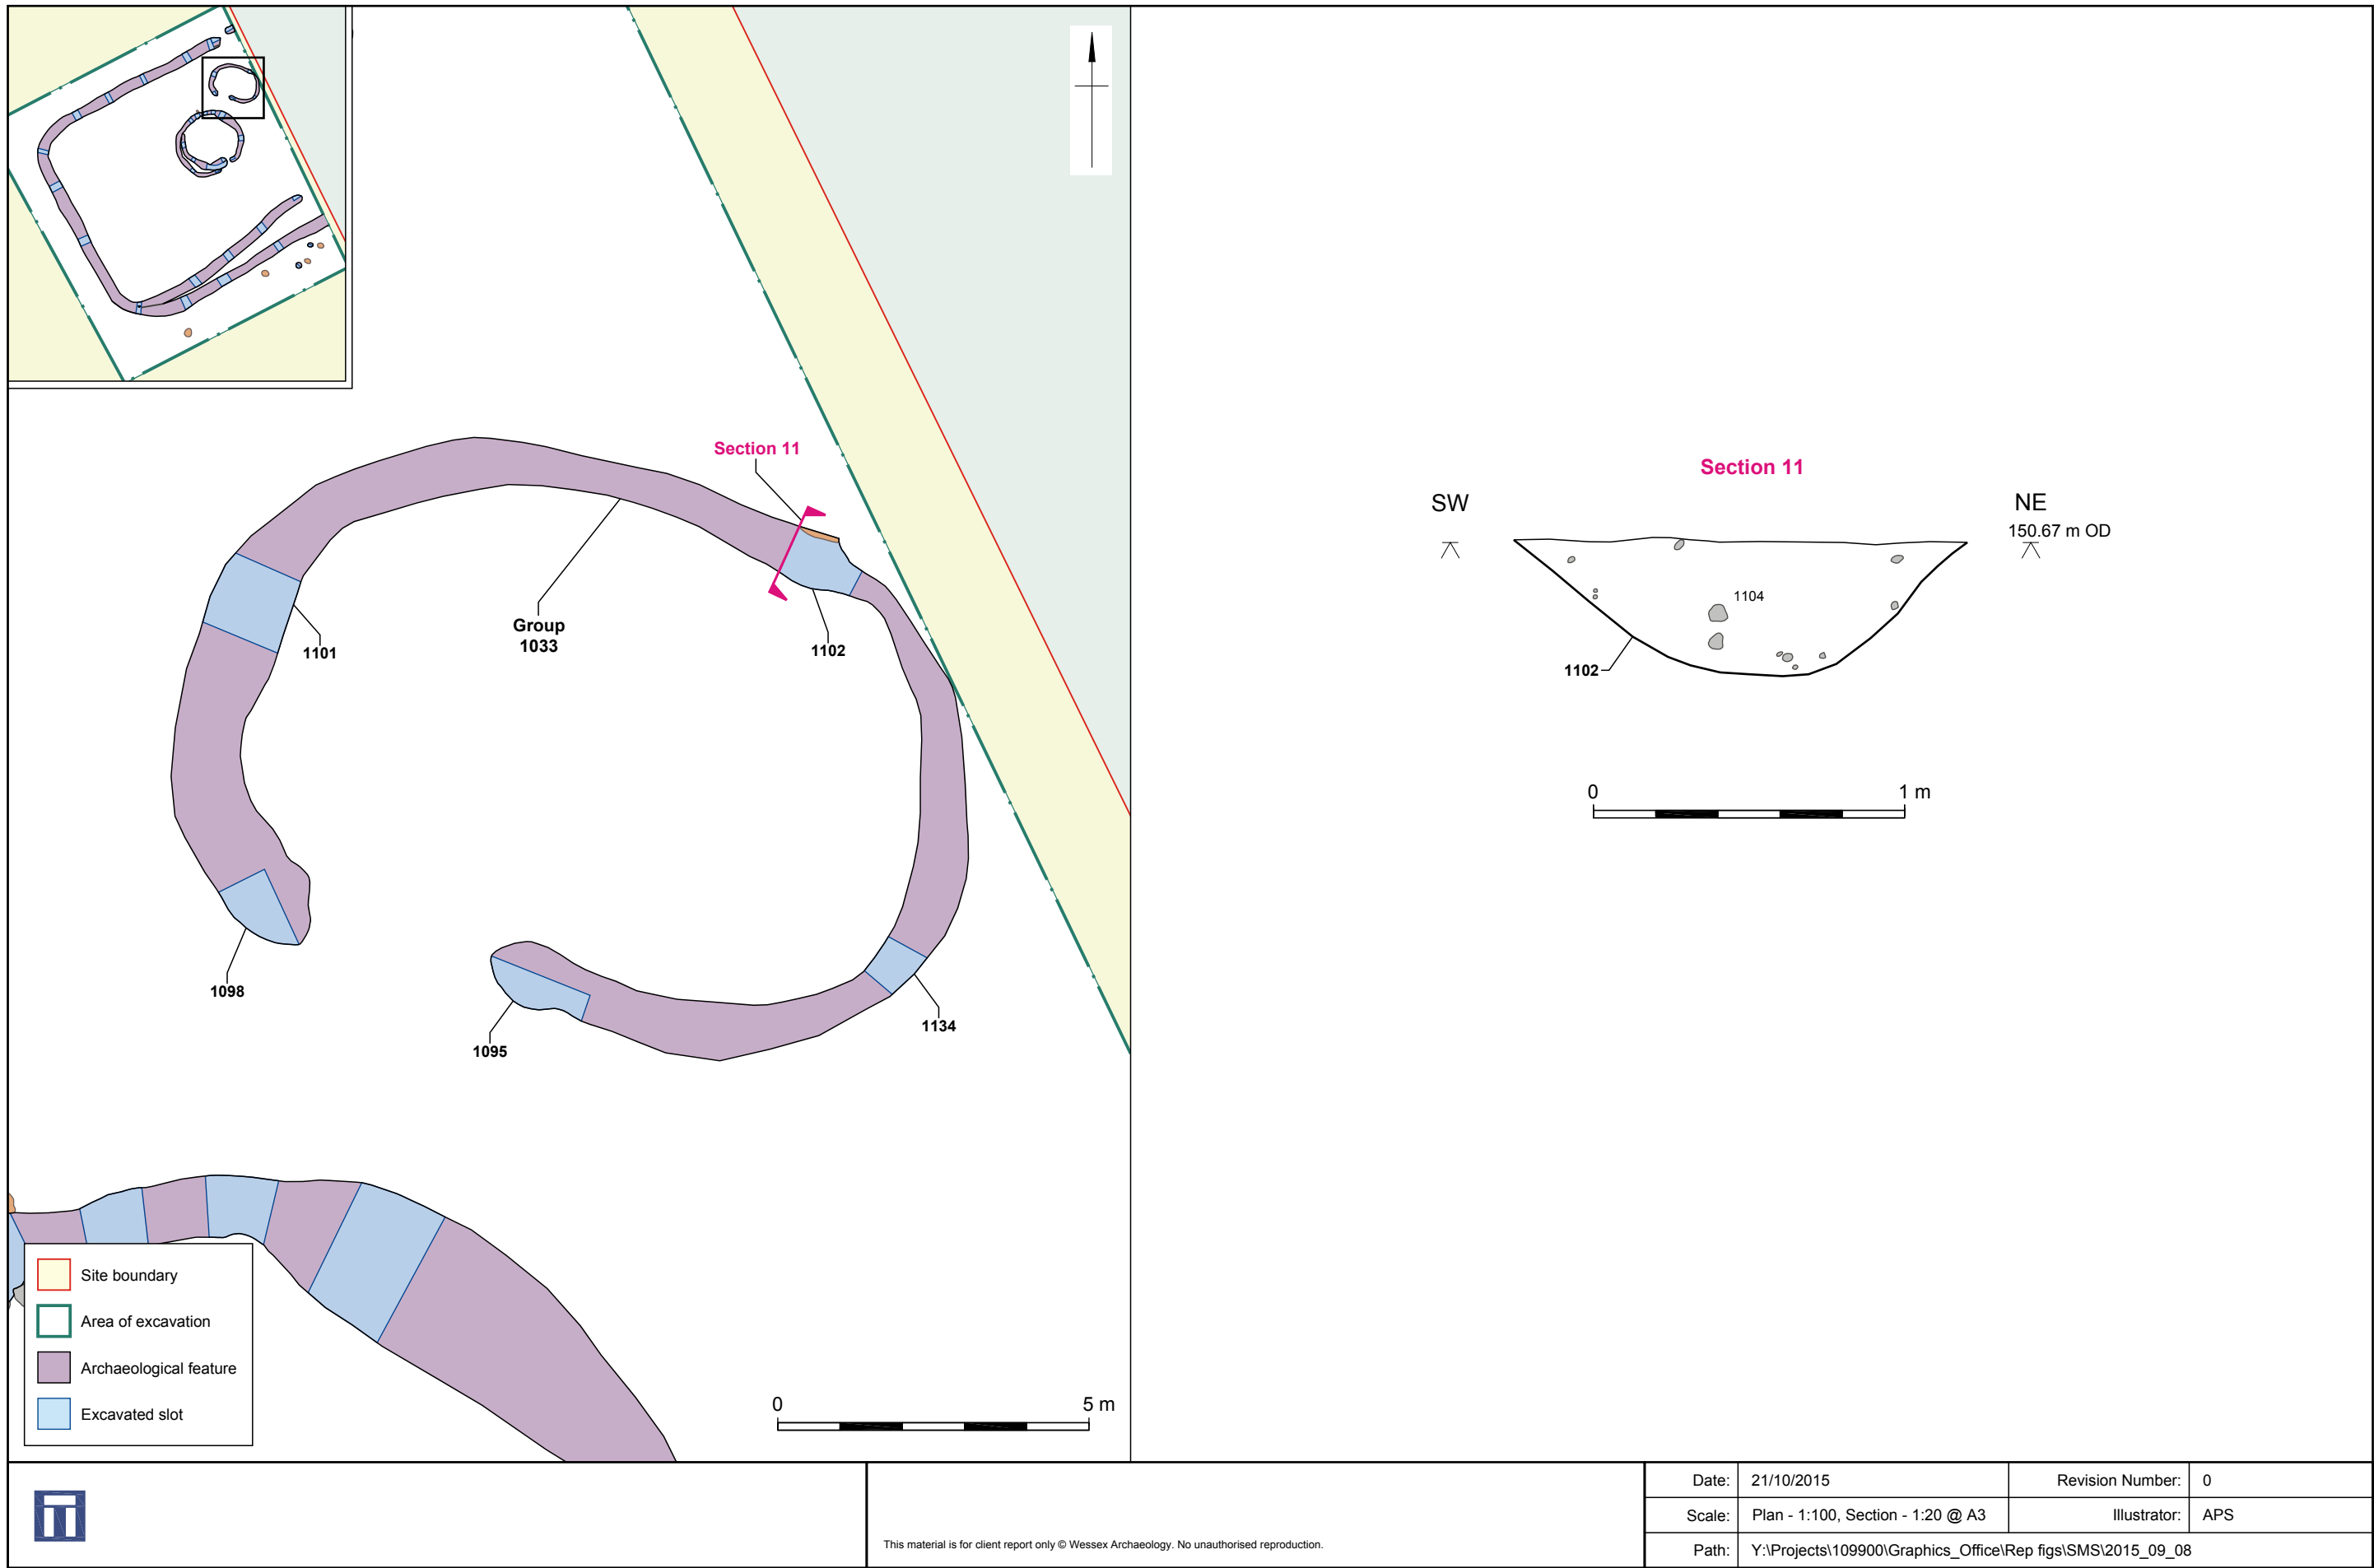 Section 11
Group
1033
1101
1102
1098
1095
1134
Site boundary
Area of excavation
Archaeological feature
Excavated slot
0 5 m
Section 11
SW NE
150.67 m OD
1104
1102
0 1 m
This material is for client report only © Wessex Archaeology. No unauthorised reproduction.
Date: 21/10/2015 Revision Number: 0
Scale: Plan - 1:100, Section - 1:20 @ A3 Illustrator: APS
Path: Y:\Projects\109900\Graphics_Office\Rep figs\SMS\2015_09_08